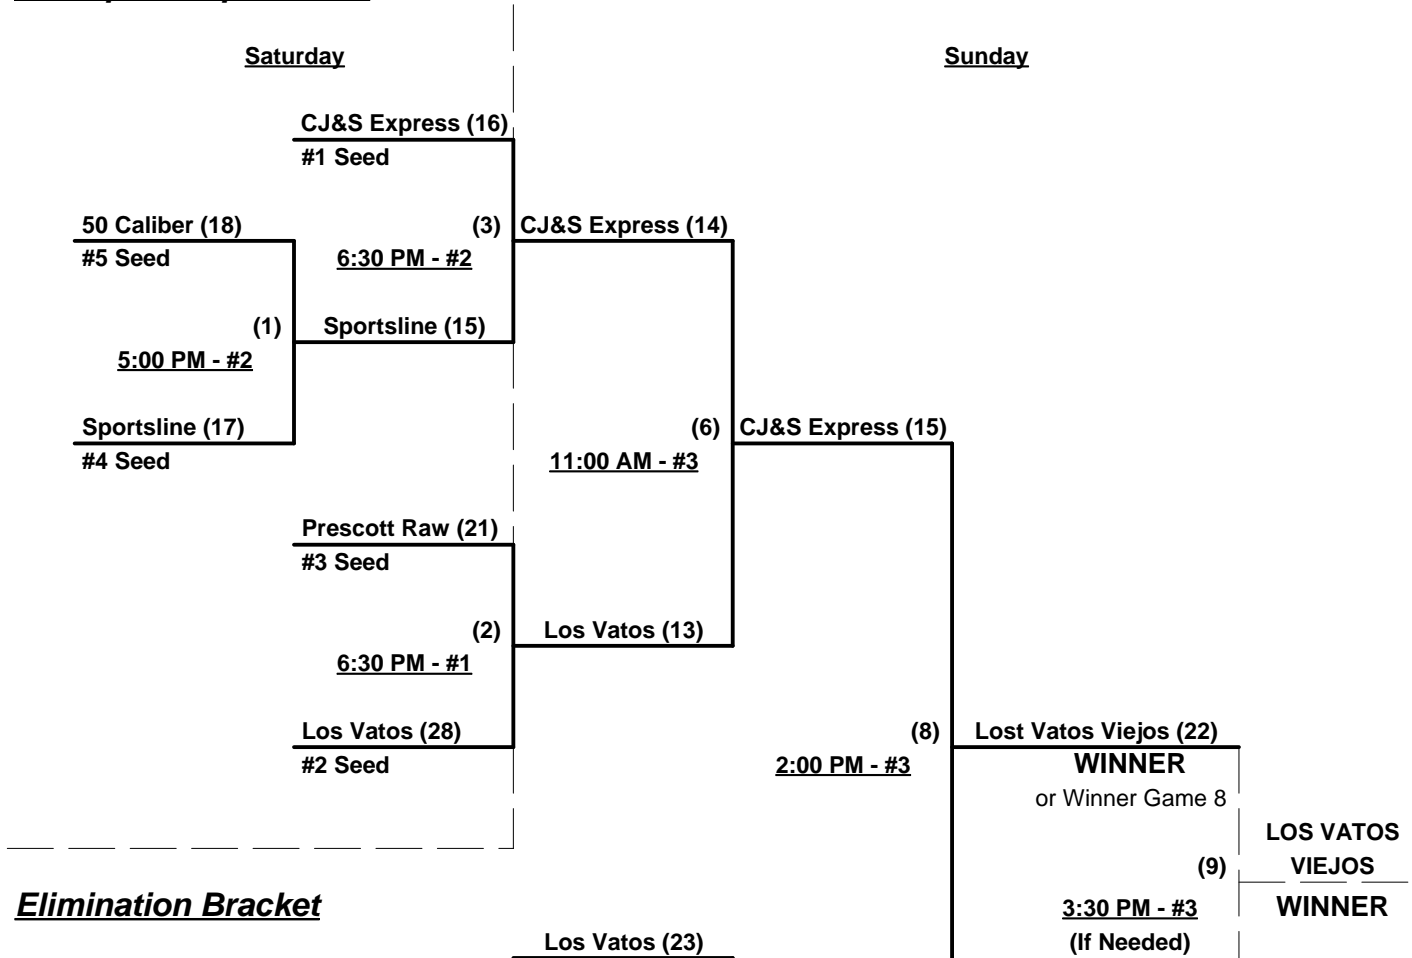 Saturday
Sunday
CJ&S Express (16)
#1 Seed
50 Caliber (18)
(3)
CJ&S Express (14)
#5 Seed
6:30 PM - #2
(1)
Sportsline (15)
5:00 PM - #2
Sportsline (17)
(6)
CJ&S Express (15)
#4 Seed
11:00 AM - #3
Prescott Raw (21)
#3 Seed
(2)
Los Vatos (13)
6:30 PM - #1
Los Vatos (28)
(8)
Lost Vatos Viejos (22)
#2 Seed
2:00 PM - #3
WINNER
or Winner Game 8
LOS VATOS
(9)
VIEJOS
Elimination Bracket
3:30 PM - #3
WINNER
Los Vatos (23)
(If Needed)